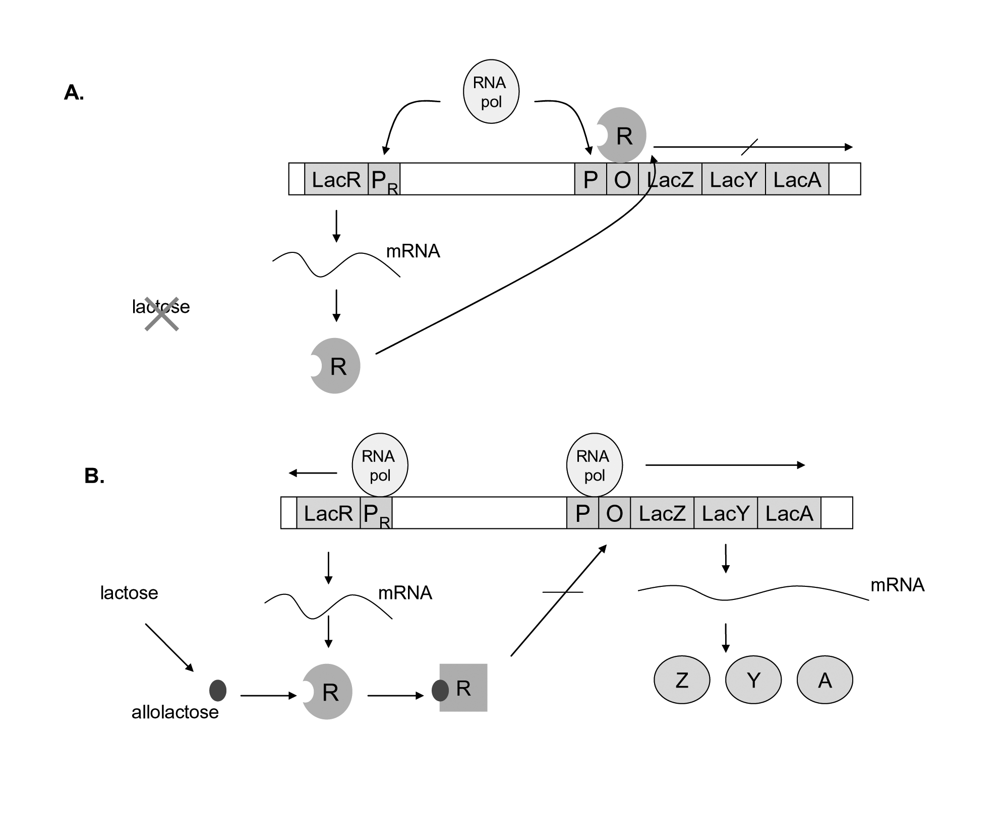 A.
RNA
pol
R
LacR PR P O LacZ LacY LacA
mRNA
lactose
R
B.
RNA
pol
RNA
pol
LacR PR P O LacZ LacY LacA
lactose
mRNA
mRNA
allolactose
R
R
Z Y A